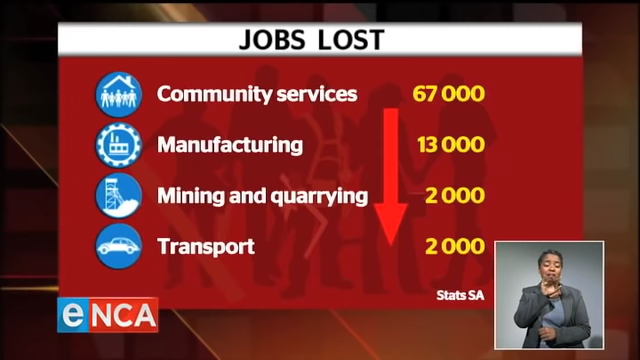 JOBS LOST
Community services 67 000
Manufacturing 13 000
Mining and quarrying 2 000
Transport 2 000
Stats SA
eNCA